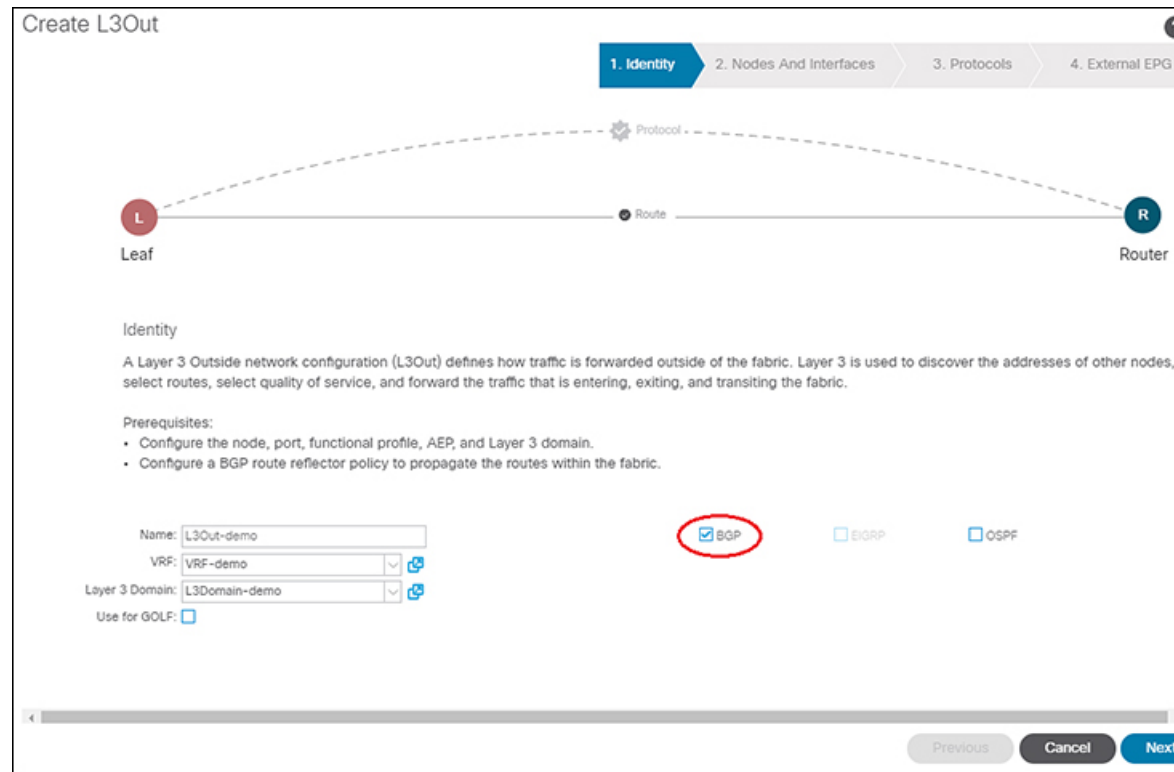 Create L3Out
1. Identity
2. Nodes And Interfaces
3. Protocols
4. External EPG
Protocol
L
Route
R
Leaf
Router
Identity
A Layer 3 Outside network configuration (L3Out) defines how traffic is forwarded outside of the fabric. Layer 3 is used to discover the addresses of other nodes,
select routes, select quality of service, and forward the traffic that is entering, exiting, and transiting the fabric.
Prerequisites:
• Configure the node, port, functional profile, AEP, and Layer 3 domain.
• Configure a BGP route reflector policy to propagate the routes within the fabric.
Name: L3Out-demo
BGP
EIGRP
OSPF
VRF: VRF-demo
Layer 3 Domain: L3Domain-demo
Use for GOLF:
Previous
Cancel
Next